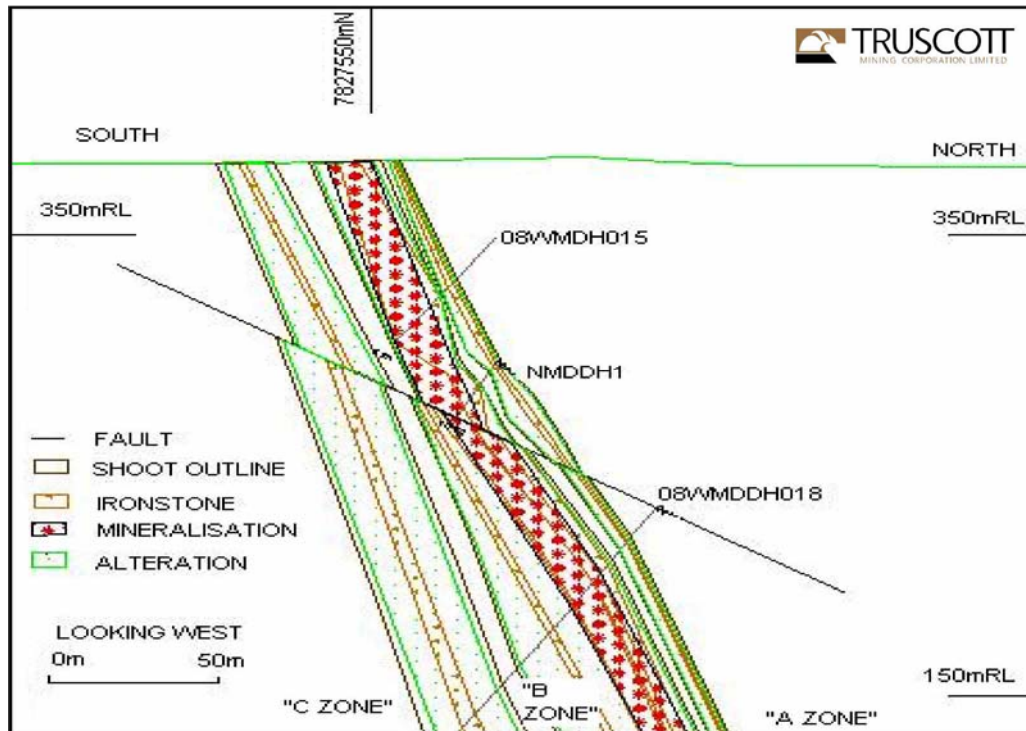 TRUSCOTT
MINING CORPORATION LIMITED
7827550mN
SOUTH
NORTH
350mRL
350mRL
08WMDH015
NMDDH1
08WMDDH018
FAULT
SHOOT OUTLINE
IRONSTONE
MINERALISATION
ALTERATION
LOOKING WEST
0m
50m
150mRL
"C ZONE"
"B
ZONE"
"A ZONE"